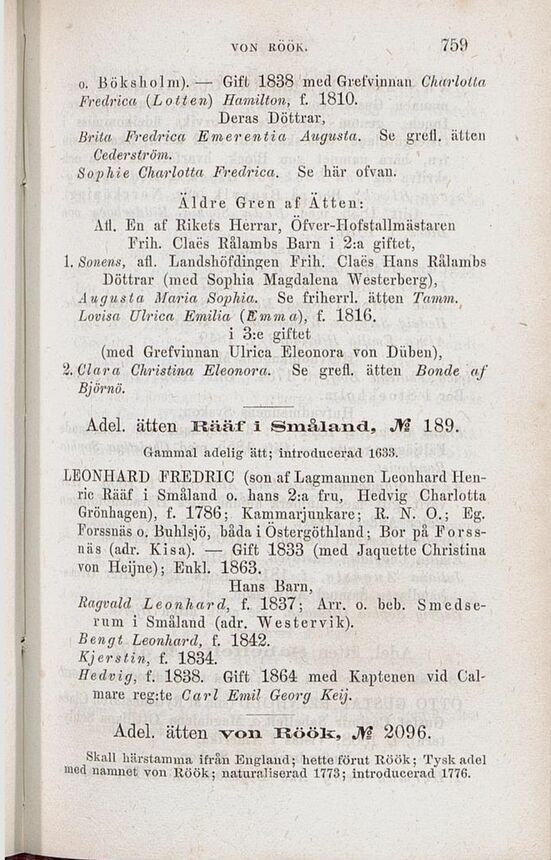 VON RÖÖK. 759
o. Böksholm). — Gift 1838 med Grefvinnan Charlotta
Fredrica (Lotten) Hamilton, f. 1810.
Deras Döttrar,
Brita Fredrica Emerentia Augusta. Se grefl. ätten
Cederström.
Sophie Charlotta Fredrica. Se här ofvan.
Äldre Gren af Ätten:
Afl. En af Rikets Herrar, Öfver-Hofstallmästaren
Frih. Claës Rålambs Barn i 2:a giftet,
1. Sonens, afl. Landshöfdingen Frih. Claës Hans Rålambs
Döttrar (med Sophia Magdalena Westerberg),
Augusta Maria Sophia. Se friherrl. ätten Tamm.
Lovisa Ulrica Emilia (Emma), f. 1816.
i 3:e giftet
(med Grefvinnan Ulrica Eleonora von Düben),
2. Clara Christina Eleonora. Se grefl. ätten Bonde af
Björnö.
Adel. ätten Rääf i Småland, № 189.
Gammal adelig ätt; introducerad 1633.
LEONHARD FREDRIC (son af Lagmannen Leonhard Hen-
ric Rääf i Småland o. hans 2:a fru, Hedvig Charlotta
Grönhagen), f. 1786; Kammarjunkare; R. N. O.; Eg.
Forssnäs o. Buhlsjö, båda i Östergöthland; Bor på Forss-
näs (adr. Kisa). — Gift 1833 (med Jaquette Christina
von Heijne); Enkl. 1863.
Hans Barn,
Ragvald Leonhard, f. 1837; Arr. o. beb. Smedse-
rum i Småland (adr. Westervik).
Bengt Leonhard, f. 1842.
Kjerstin, f. 1834.
Hedvig, f. 1838. Gift 1864 med Kaptenen vid Cal-
mare reg:te Carl Emil Georg Keij.
Adel. ätten von Röök, № 2096.
Skall härstamma ifrån England; hette förut Röök; Tysk adel
med namnet von Röök; naturaliserad 1773; introducerad 1776.